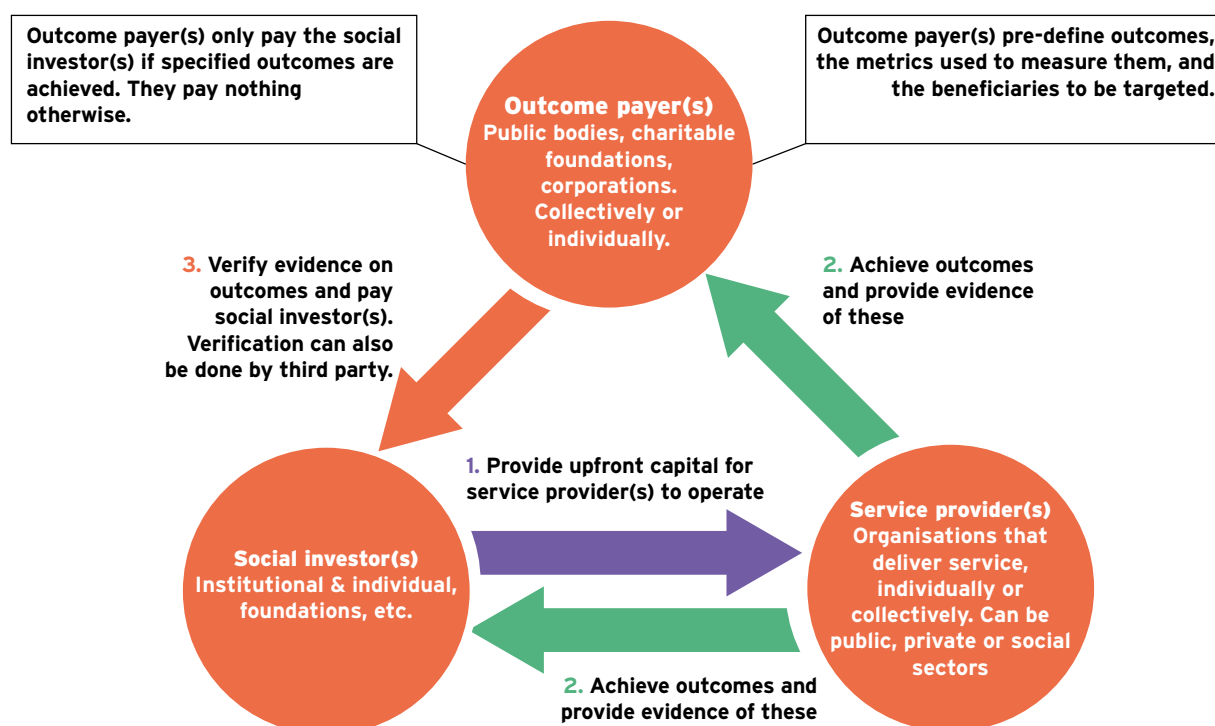 Outcome payer(s) only pay the social
investor(s) if specified outcomes are
achieved. They pay nothing
otherwise.
Outcome payer(s) pre-define outcomes,
the metrics used to measure them, and
the beneficiaries to be targeted.
Outcome payer(s)
Public bodies, charitable
foundations,
corporations.
Collectively or
individually.
3. Verify evidence on
outcomes and pay
social investor(s).
Verification can also
be done by third party.
2. Achieve outcomes
and provide evidence
of these
1. Provide upfront capital for
service provider(s) to operate
Social investor(s)
Institutional & individual,
foundations, etc.
Service provider(s)
Organisations that
deliver service,
individually or
collectively. Can be
public, private or social
sectors
2. Achieve outcomes and
provide evidence of these